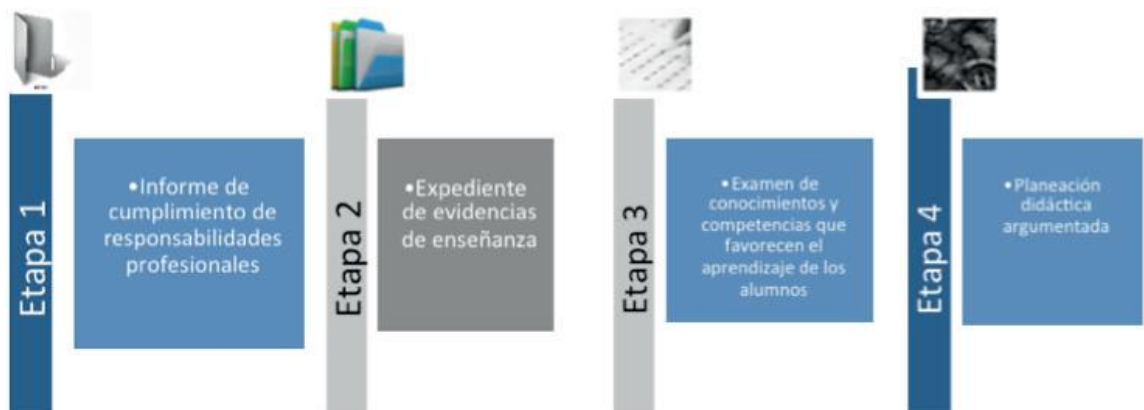 Etapa 1
•Informe de
cumplimiento de
responsabilidades
profesionales
Etapa 2
•Expediente
de evidencias
de enseñanza
Etapa 3
•Examen de
conocimientos y
competencias que
favorecen el
aprendizaje de los
alumnos
Etapa 4
•Planeación
didáctica
argumentada